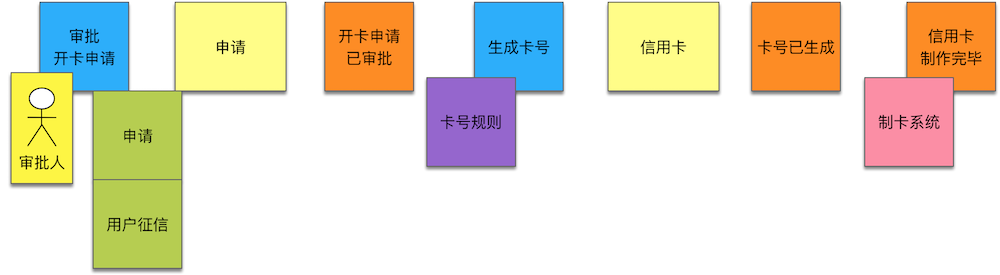 审批
开卡申请
申请
开卡申请
已审批
生成卡号
信用卡
卡号已生成
信用卡
制作完毕
审批人
申请
用户征信
卡号规则
制卡系统